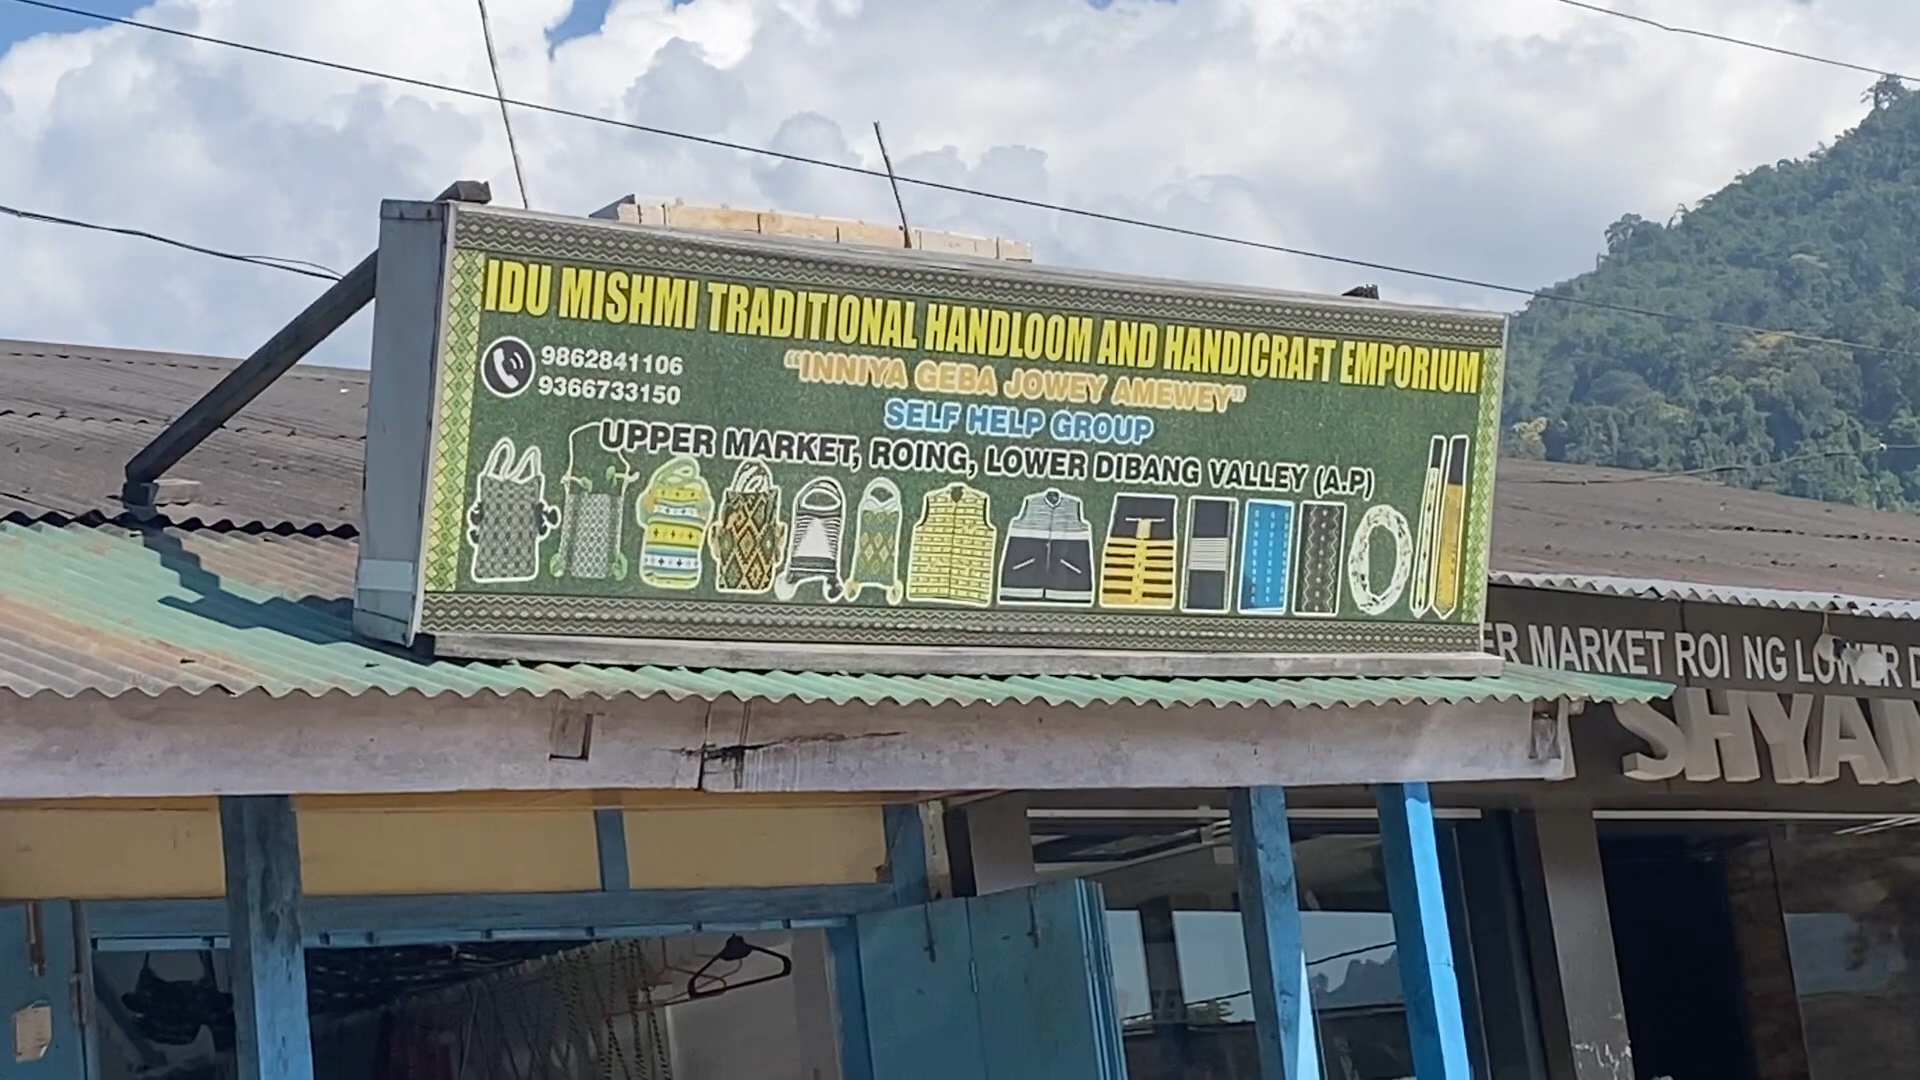 IDU MISHMI TRADITIONAL HANDLOOM AND HANDICRAFT EMPORIUM
9862841106
9366733150
"INNIYA GEBA JOWEY AMEWEY"
SELF HELP GROUP
UPPER MARKET, ROING, LOWER DIBANG VALLEY (A.P)
ER MARKET ROI NG LOWER D
SHYAM